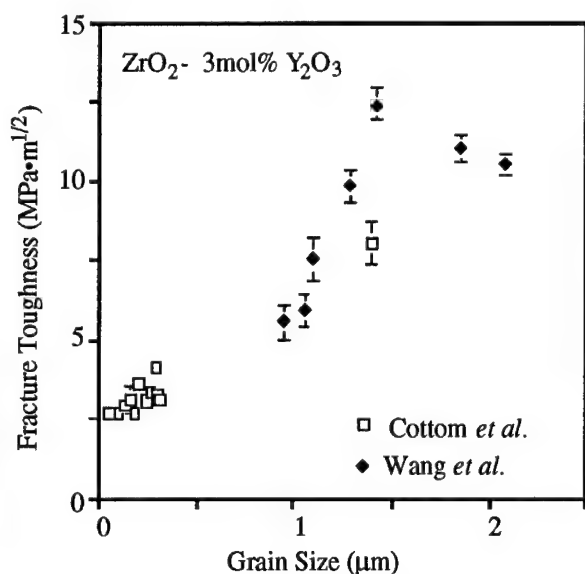 15
ZrO₂- 3mol% Y₂O₃
10
5
0
Fracture Toughness (MPa•m^1/2)
□ Cottom et al.
◆ Wang et al.
0 1 2
Grain Size (μm)